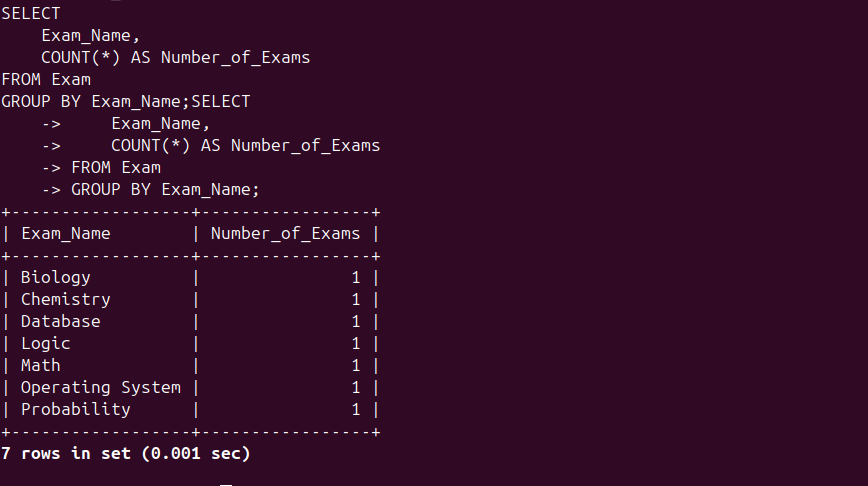 SELECT
    Exam_Name,
    COUNT(*) AS Number_of_Exams
FROM Exam
GROUP BY Exam_Name;SELECT
    ->     Exam_Name,
    ->     COUNT(*) AS Number_of_Exams
    -> FROM Exam
    -> GROUP BY Exam_Name;
+------------------+-----------------+
| Exam_Name        | Number_of_Exams |
+------------------+-----------------+
| Biology          |               1 |
| Chemistry        |               1 |
| Database         |               1 |
| Logic            |               1 |
| Math             |               1 |
| Operating System |               1 |
| Probability      |               1 |
+------------------+-----------------+
7 rows in set (0.001 sec)